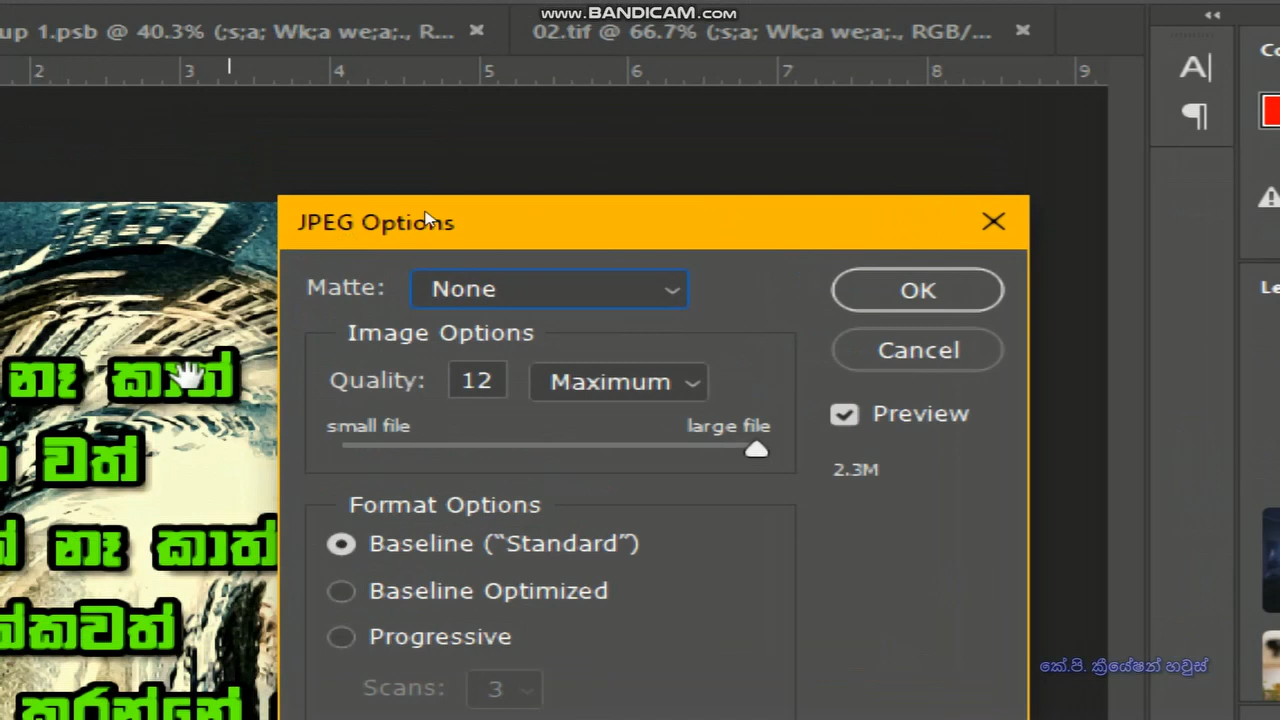 www.BANDICAM.com
up 1.psb @ 40.3% (;s;a; Wk;a we;a;., R...
02.tif @ 66.7% (;s;a; Wk;a we;a;., RGB/...
2 3 4 5 6 7 8 9
JPEG Options
Matte: None
OK
Image Options
Cancel
Quality: 12 Maximum
Preview
small file large file
2.3M
Format Options
Baseline (“Standard”)
Baseline Optimized
Progressive
Scans: 3
නෑ කාත්
වත්
නෑ කාත්
ක්කවත්
කරන්නේ
කේ.පි. ක්‍රියේෂන් හවුස්